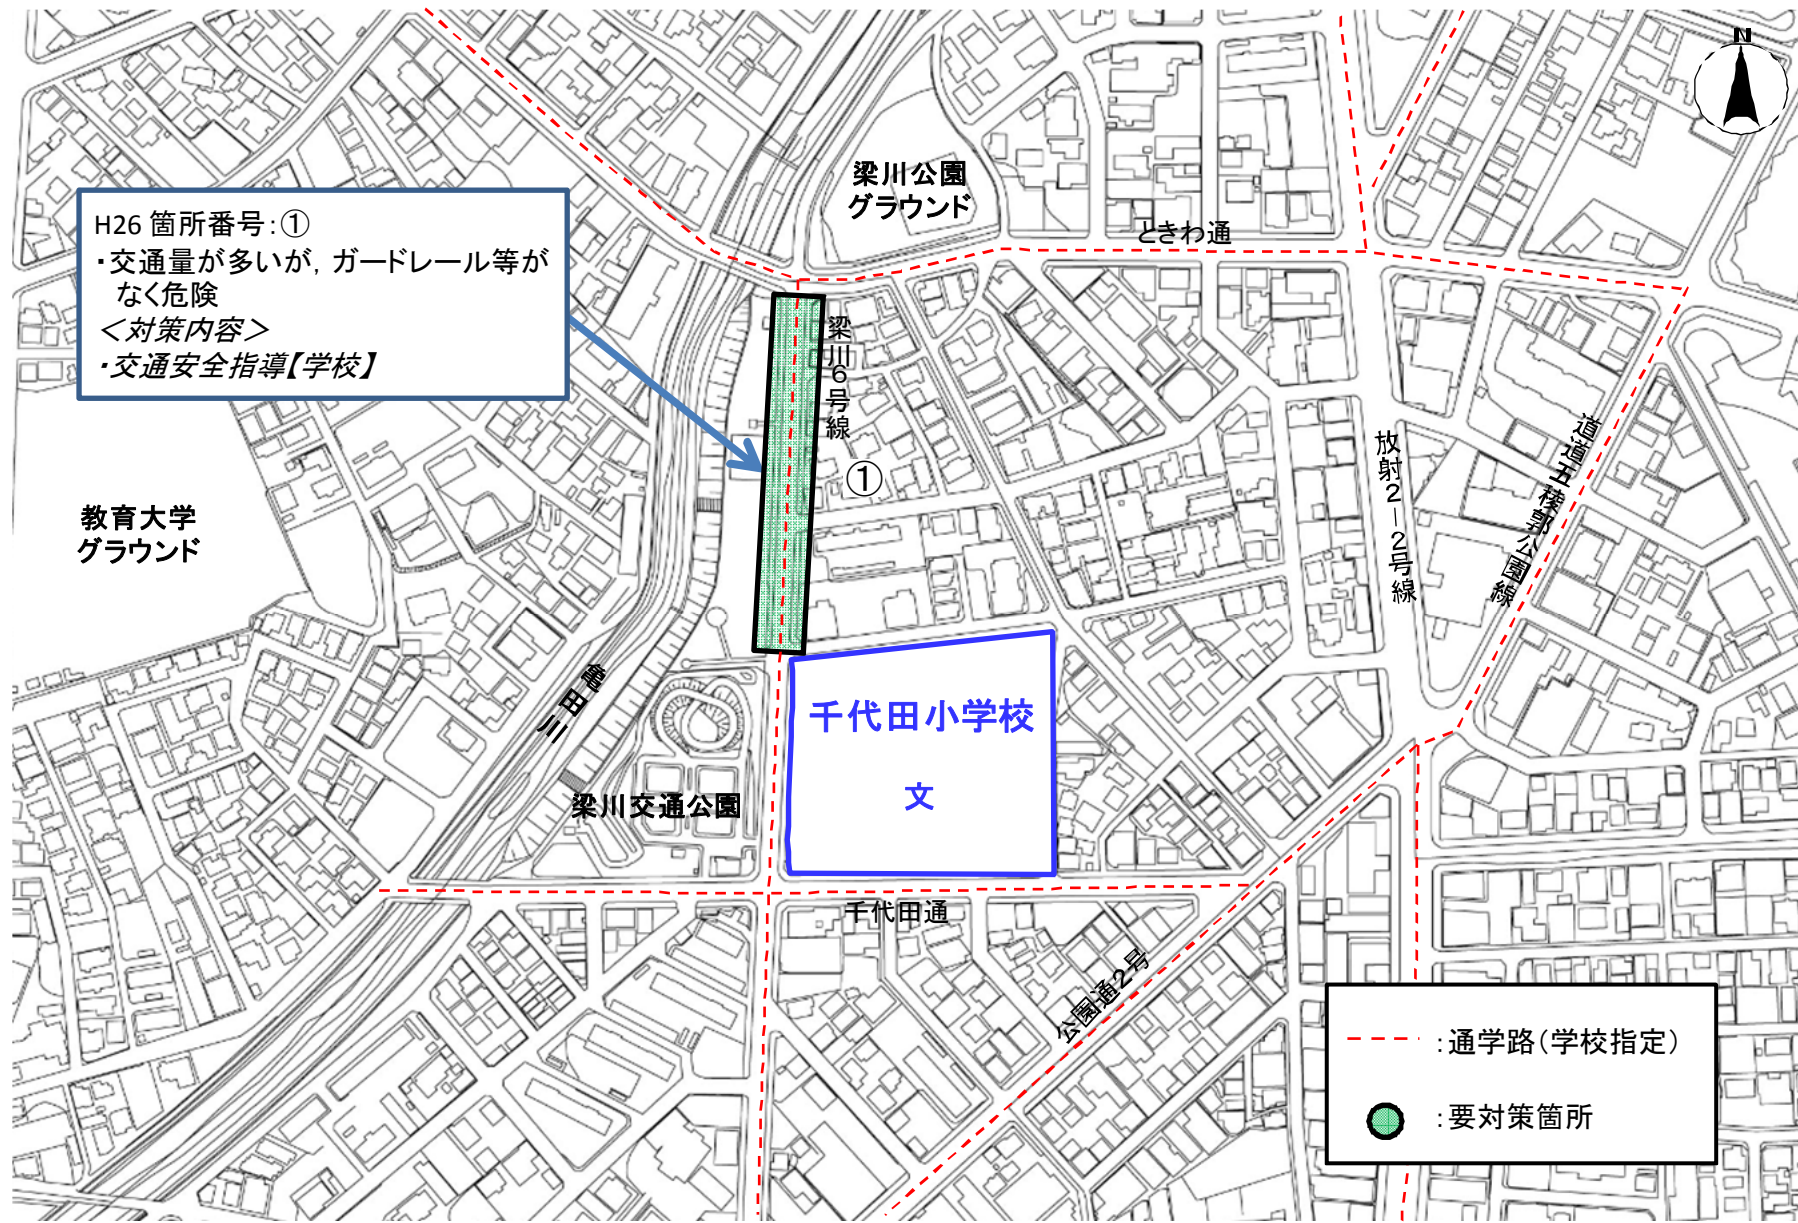 N
梁川公園
グラウンド
H26 箇所番号:①
・交通量が多いが, ガードレール等が
なく危険
＜対策内容＞
・交通安全指導【学校】
ときわ通
梁川6号線
①
放射2－2号線
道道五稜郭公園線
教育大学
グラウンド
亀田川
千代田小学校
文
梁川交通公園
千代田通
公園通2号
:通学路(学校指定)
:要対策箇所